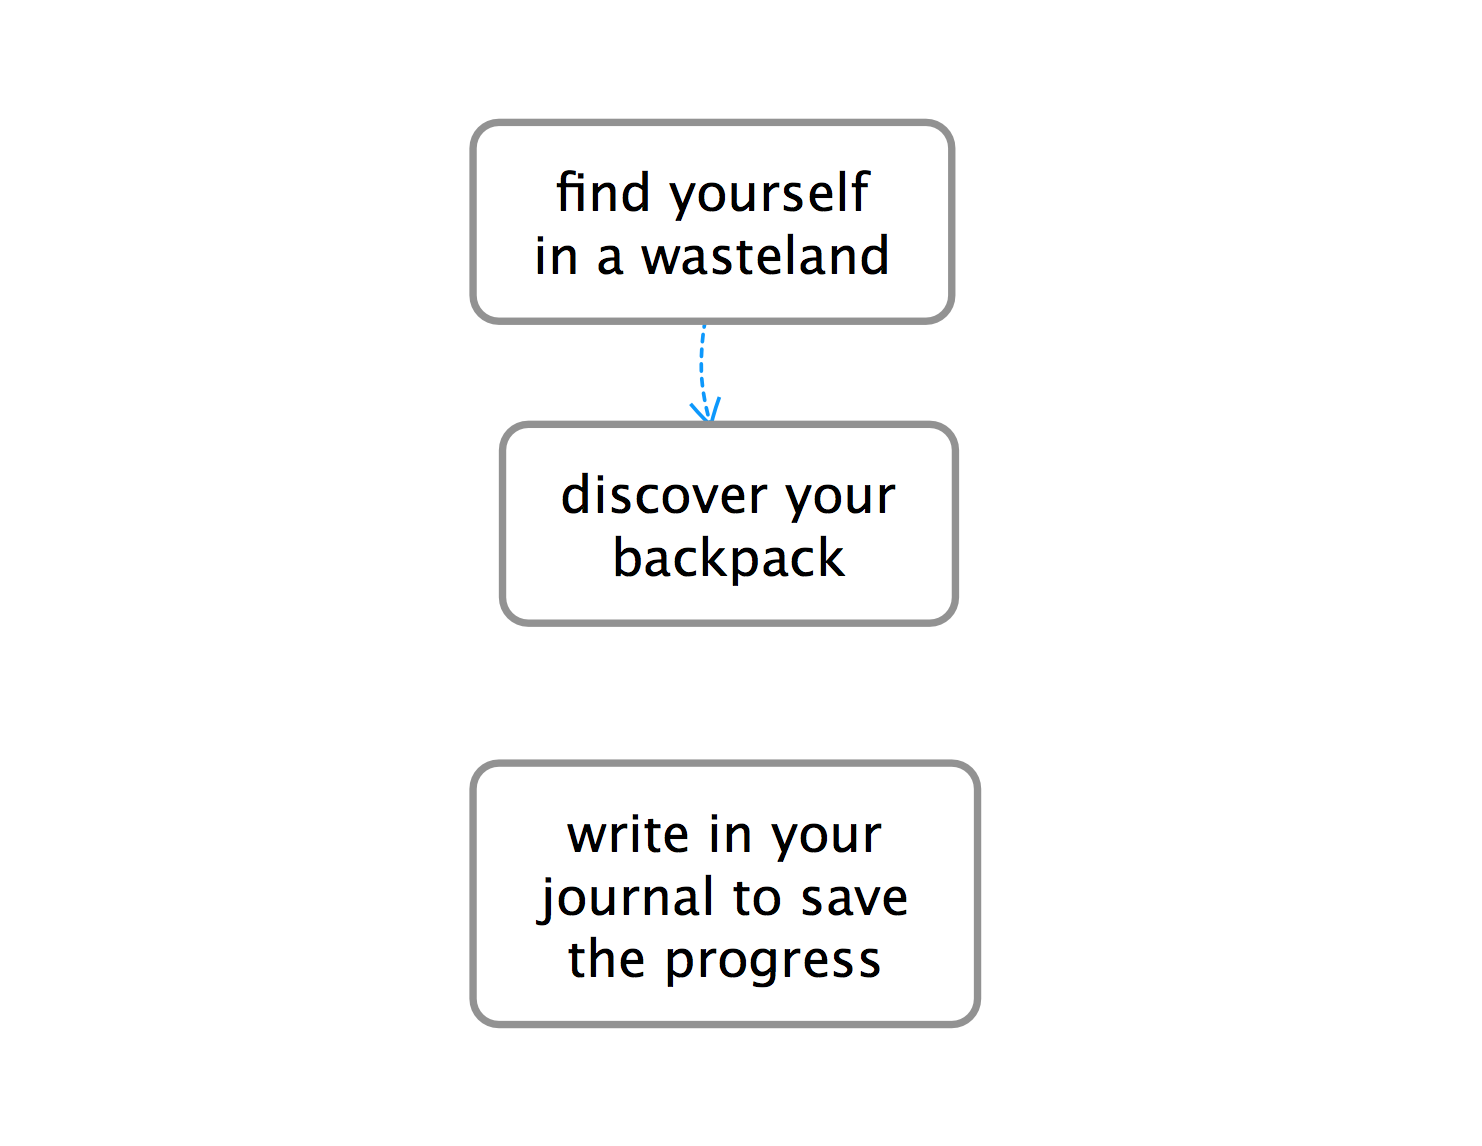 find yourself
in a wasteland
discover your
backpack
write in your
journal to save
the progress